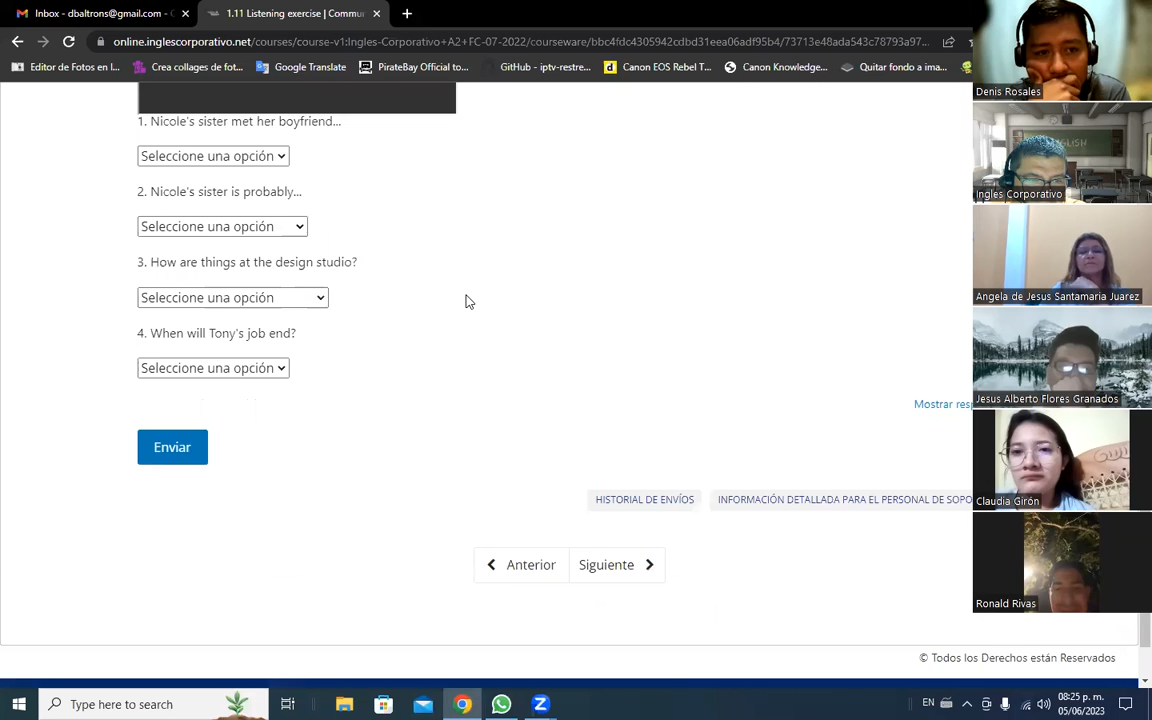 Inbox - dbaltrons@gmail.com - G
1.11 Listening exercise | Commun
online.inglescorporativo.net/courses/course-v1:Ingles-Corporativo+A2+FC-07-2022/courseware/bbc4fdc4305942cdbd31eea06adf95b4/73713e48ada543c78793a97...
Editor de Fotos en l...
Crea collages de fot...
Google Translate
PirateBay Official to...
GitHub - iptv-restre...
Canon EOS Rebel T...
Canon Knowledge...
Quitar fondo a ima...
1. Nicole's sister met her boyfriend...
Seleccione una opción
2. Nicole's sister is probably...
Seleccione una opción
3. How are things at the design studio?
Seleccione una opción
4. When will Tony's job end?
Seleccione una opción
Mostrar resp
Enviar
HISTORIAL DE ENVÍOS
INFORMACIÓN DETALLADA PARA EL PERSONAL DE SOPO
Anterior
Siguiente
© Todos los Derechos están Reservados
Denis Rosales
ENGLISH
Ingles Corporativo
Angela de Jesus Santamaria Juarez
Jesus Alberto Flores Granados
Claudia Girón
Ronald Rivas
Type here to search
EN
08:25 p. m.
05/06/2023